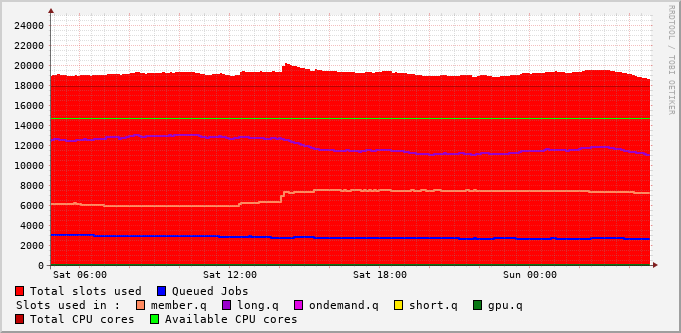 24000
22000
20000
18000
16000
14000
12000
10000
8000
6000
4000
2000
0
Sat 06:00 Sat 12:00 Sat 18:00 Sun 00:00
Total slots used Queued Jobs
Slots used in : member.q long.q ondemand.q short.q gpu.q
Total CPU cores Available CPU cores
RRDTOOL / TOBI OETIKER